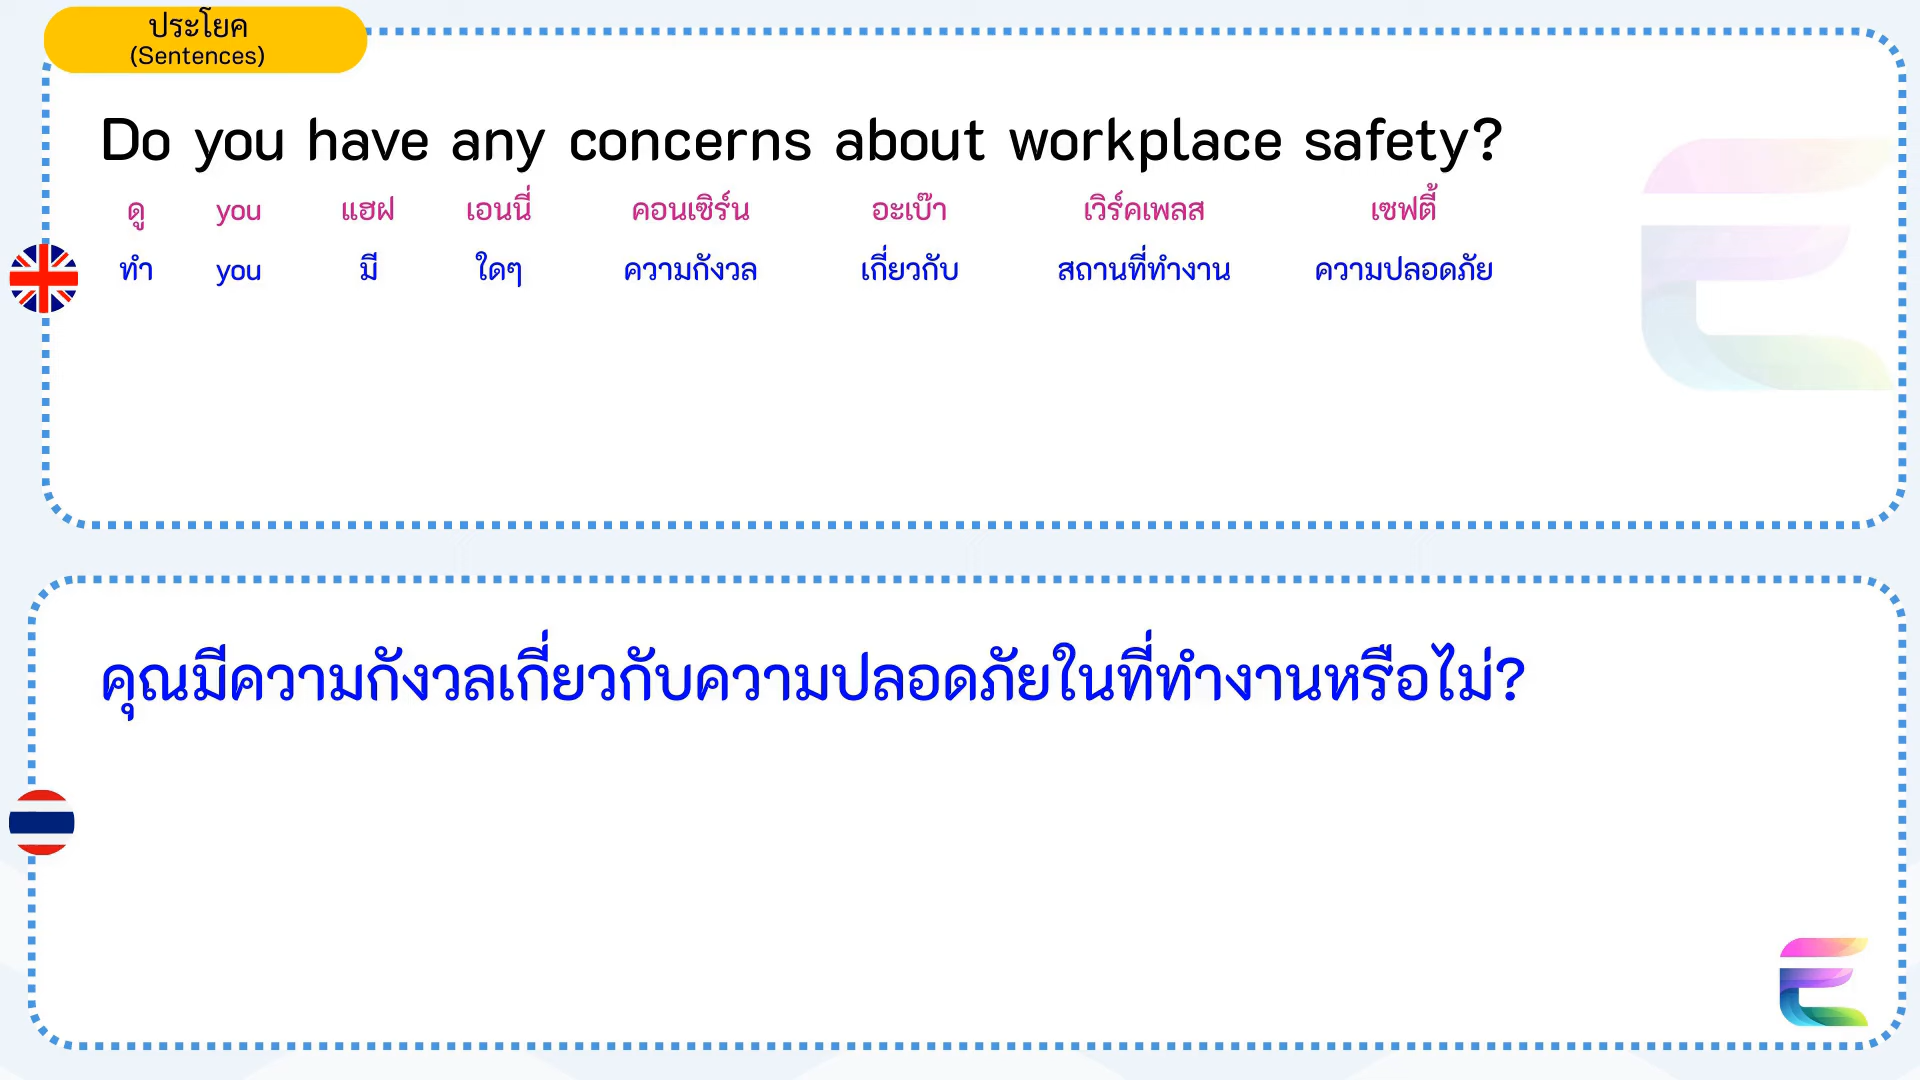 ประโยค
(Sentences)
Do you have any concerns about workplace safety?
ดู you แฮฝ เอนนี่ คอนเซิร์น อะเบ๊า เวิร์คเพลส เซฟตี้
ทำ you มี ใดๆ ความกังวล เกี่ยวกับ สถานที่ทำงาน ความปลอดภัย
คุณมีความกังวลเกี่ยวกับความปลอดภัยในที่ทำงานหรือไม่?